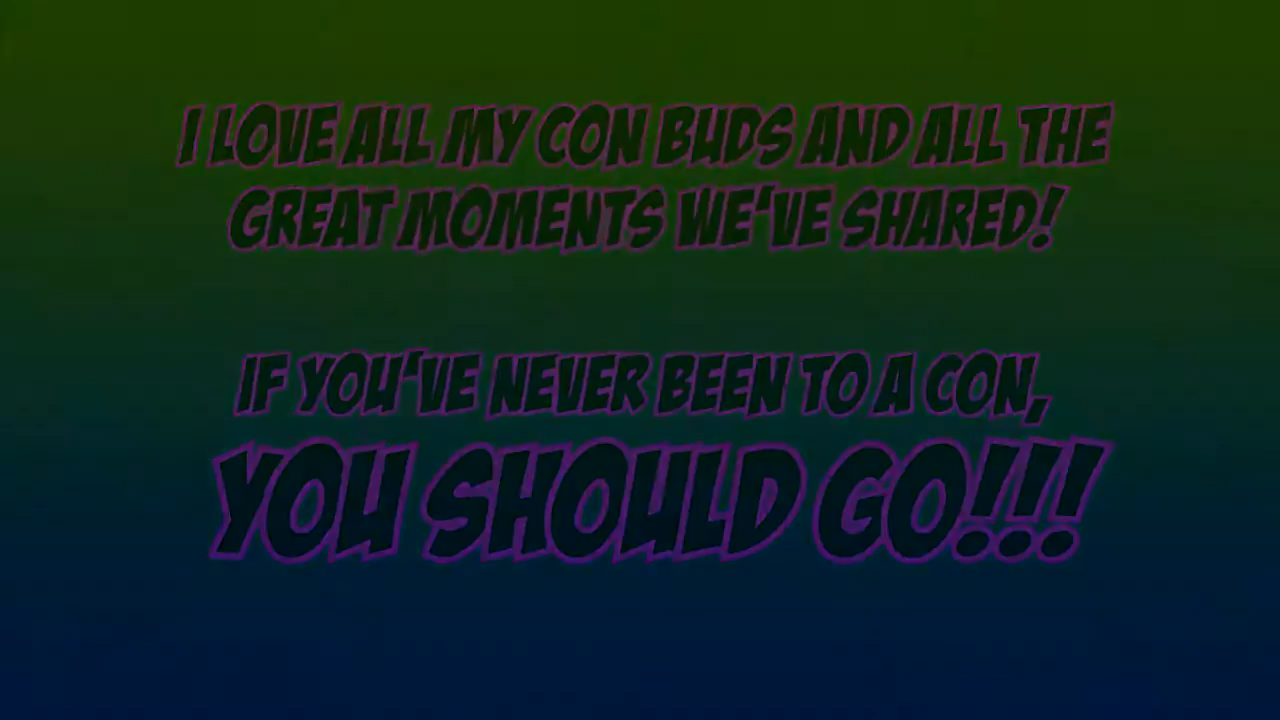 I LOVE ALL MY CON BUDS AND ALL THE
GREAT MOMENTS WE'VE SHARED!
IF YOU'VE NEVER BEEN TO A CON,
YOU SHOULD GO!!!